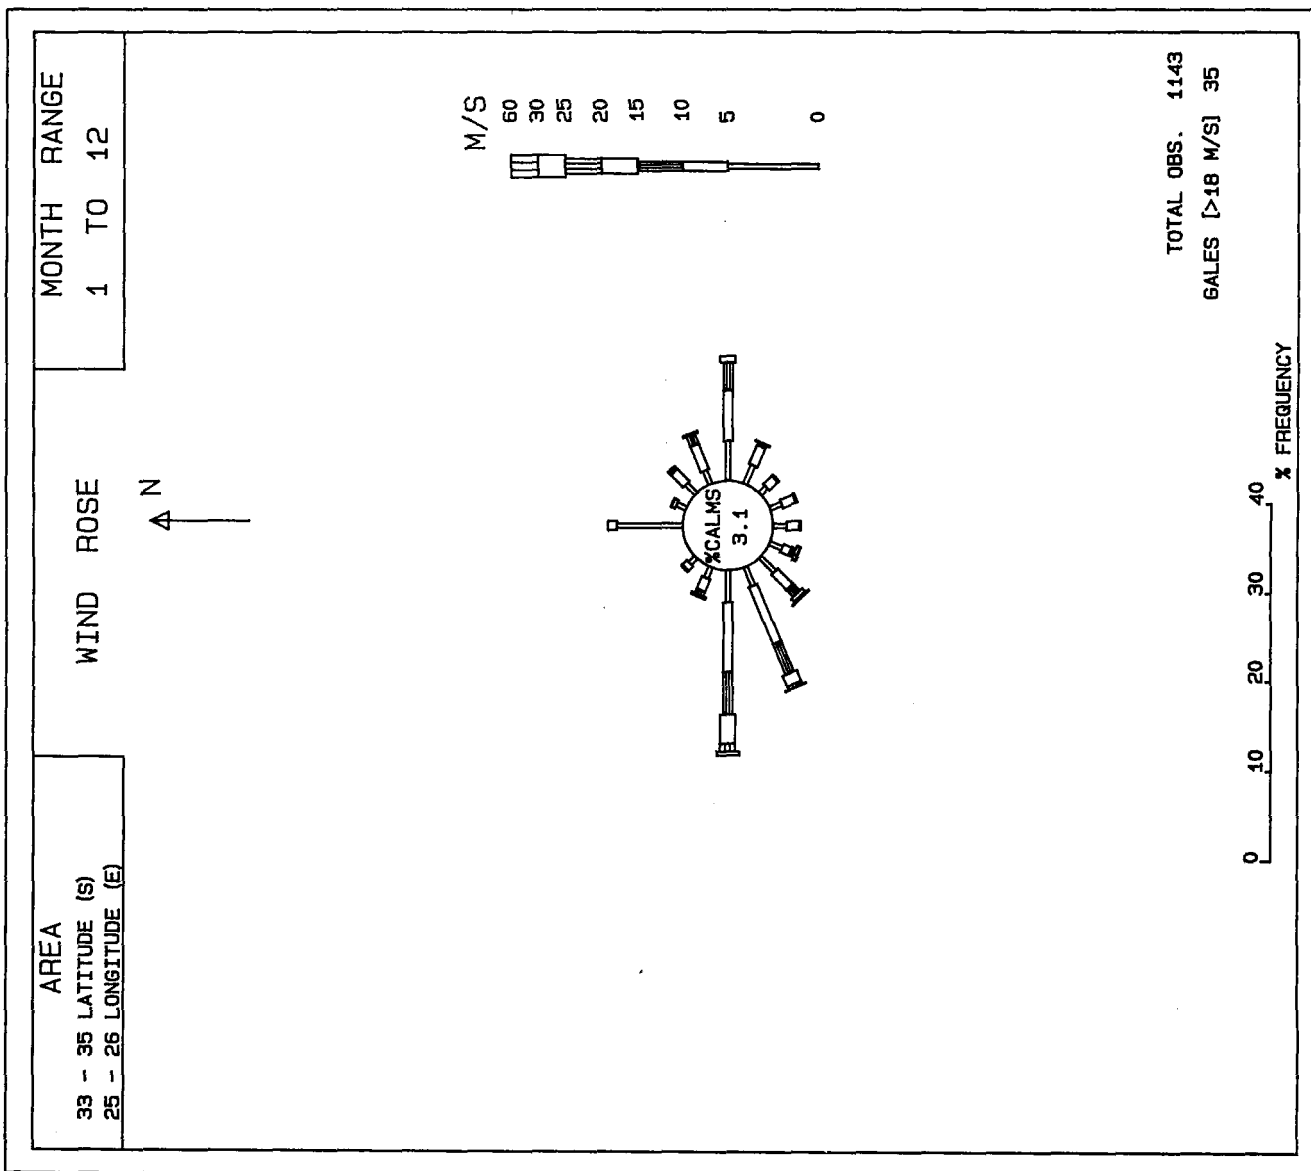 AREA
33 - 35 LATITUDE (S)
25 - 26 LONGITUDE (E)
WIND ROSE
MONTH RANGE
1 TO 12
N
M/S
60
30
25
20
15
10
5
0
%CALMS
3.1
TOTAL OBS. 1143
GALES [>18 M/S] 35
0 10 20 30 40
% FREQUENCY